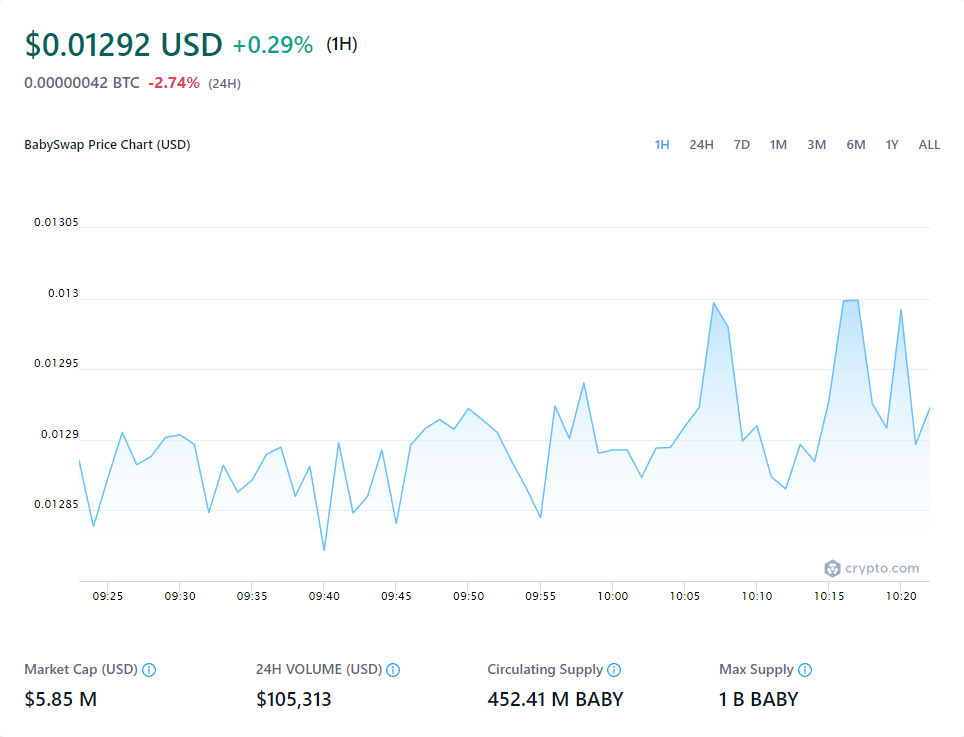 $0.01292 USD +0.29% (1H)
0.00000042 BTC -2.74% (24H)
BabySwap Price Chart (USD) 1H 24H 7D 1M 3M 6M 1Y ALL
0.01305
0.013
0.01295
0.0129
0.01285
crypto.com
09:25 09:30 09:35 09:40 09:45 09:50 09:55 10:00 10:05 10:10 10:15 10:20
Market Cap (USD) 24H VOLUME (USD) Circulating Supply Max Supply
$5.85 M $105,313 452.41 M BABY 1 B BABY